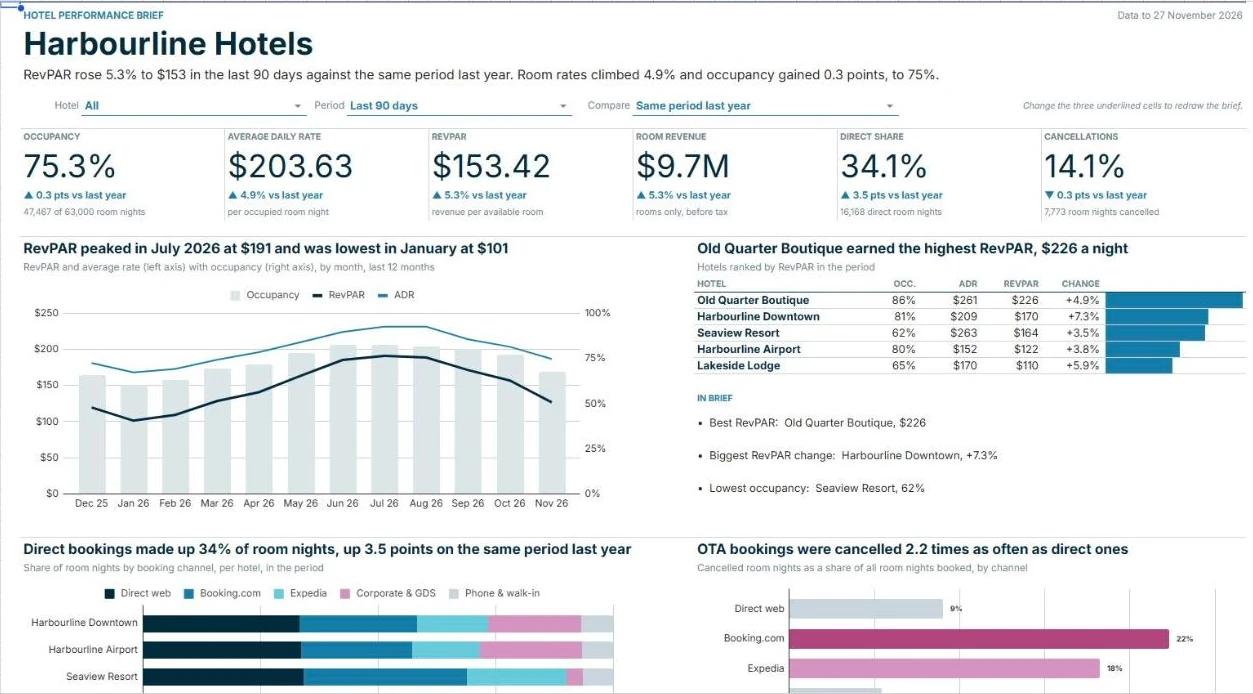 HOTEL PERFORMANCE BRIEF
Data to 27 November 2026
Harbourline Hotels
RevPAR rose 5.3% to $153 in the last 90 days against the same period last year. Room rates climbed 4.9% and occupancy gained 0.3 points, to 75%.
Hotel All Period Last 90 days Compare Same period last year
Change the three underlined cells to redraw the brief.
OCCUPANCY
75.3%
▲ 0.3 pts vs last year
47,467 of 63,000 room nights
AVERAGE DAILY RATE
$203.63
▲ 4.9% vs last year
per occupied room night
REVPAR
$153.42
▲ 5.3% vs last year
revenue per available room
ROOM REVENUE
$9.7M
▲ 5.3% vs last year
rooms only, before tax
DIRECT SHARE
34.1%
▲ 3.5 pts vs last year
16,168 direct room nights
CANCELLATIONS
14.1%
▼ 0.3 pts vs last year
7,773 room nights cancelled
RevPAR peaked in July 2026 at $191 and was lowest in January at $101
RevPAR and average rate (left axis) with occupancy (right axis), by month, last 12 months
Occupancy RevPAR ADR
$250 100%
$200 75%
$150
50%
$100
25%
$50
$0 0%
Dec 25 Jan 26 Feb 26 Mar 26 Apr 26 May 26 Jun 26 Jul 26 Aug 26 Sep 26 Oct 26 Nov 26
Old Quarter Boutique earned the highest RevPAR, $226 a night
Hotels ranked by RevPAR in the period
HOTEL OCC. ADR REVPAR CHANGE
Old Quarter Boutique 86% $261 $226 +4.9%
Harbourline Downtown 81% $209 $170 +7.3%
Seaview Resort 62% $263 $164 +3.5%
Harbourline Airport 80% $152 $122 +3.8%
Lakeside Lodge 65% $170 $110 +5.9%
IN BRIEF
• Best RevPAR: Old Quarter Boutique, $226
• Biggest RevPAR change: Harbourline Downtown, +7.3%
• Lowest occupancy: Seaview Resort, 62%
Direct bookings made up 34% of room nights, up 3.5 points on the same period last year
Share of room nights by booking channel, per hotel, in the period
Direct web Booking.com Expedia Corporate & GDS Phone & walk-in
Harbourline Downtown
Harbourline Airport
Seaview Resort
OTA bookings were cancelled 2.2 times as often as direct ones
Cancelled room nights as a share of all room nights booked, by channel
Direct web 9%
Booking.com 22%
Expedia 18%